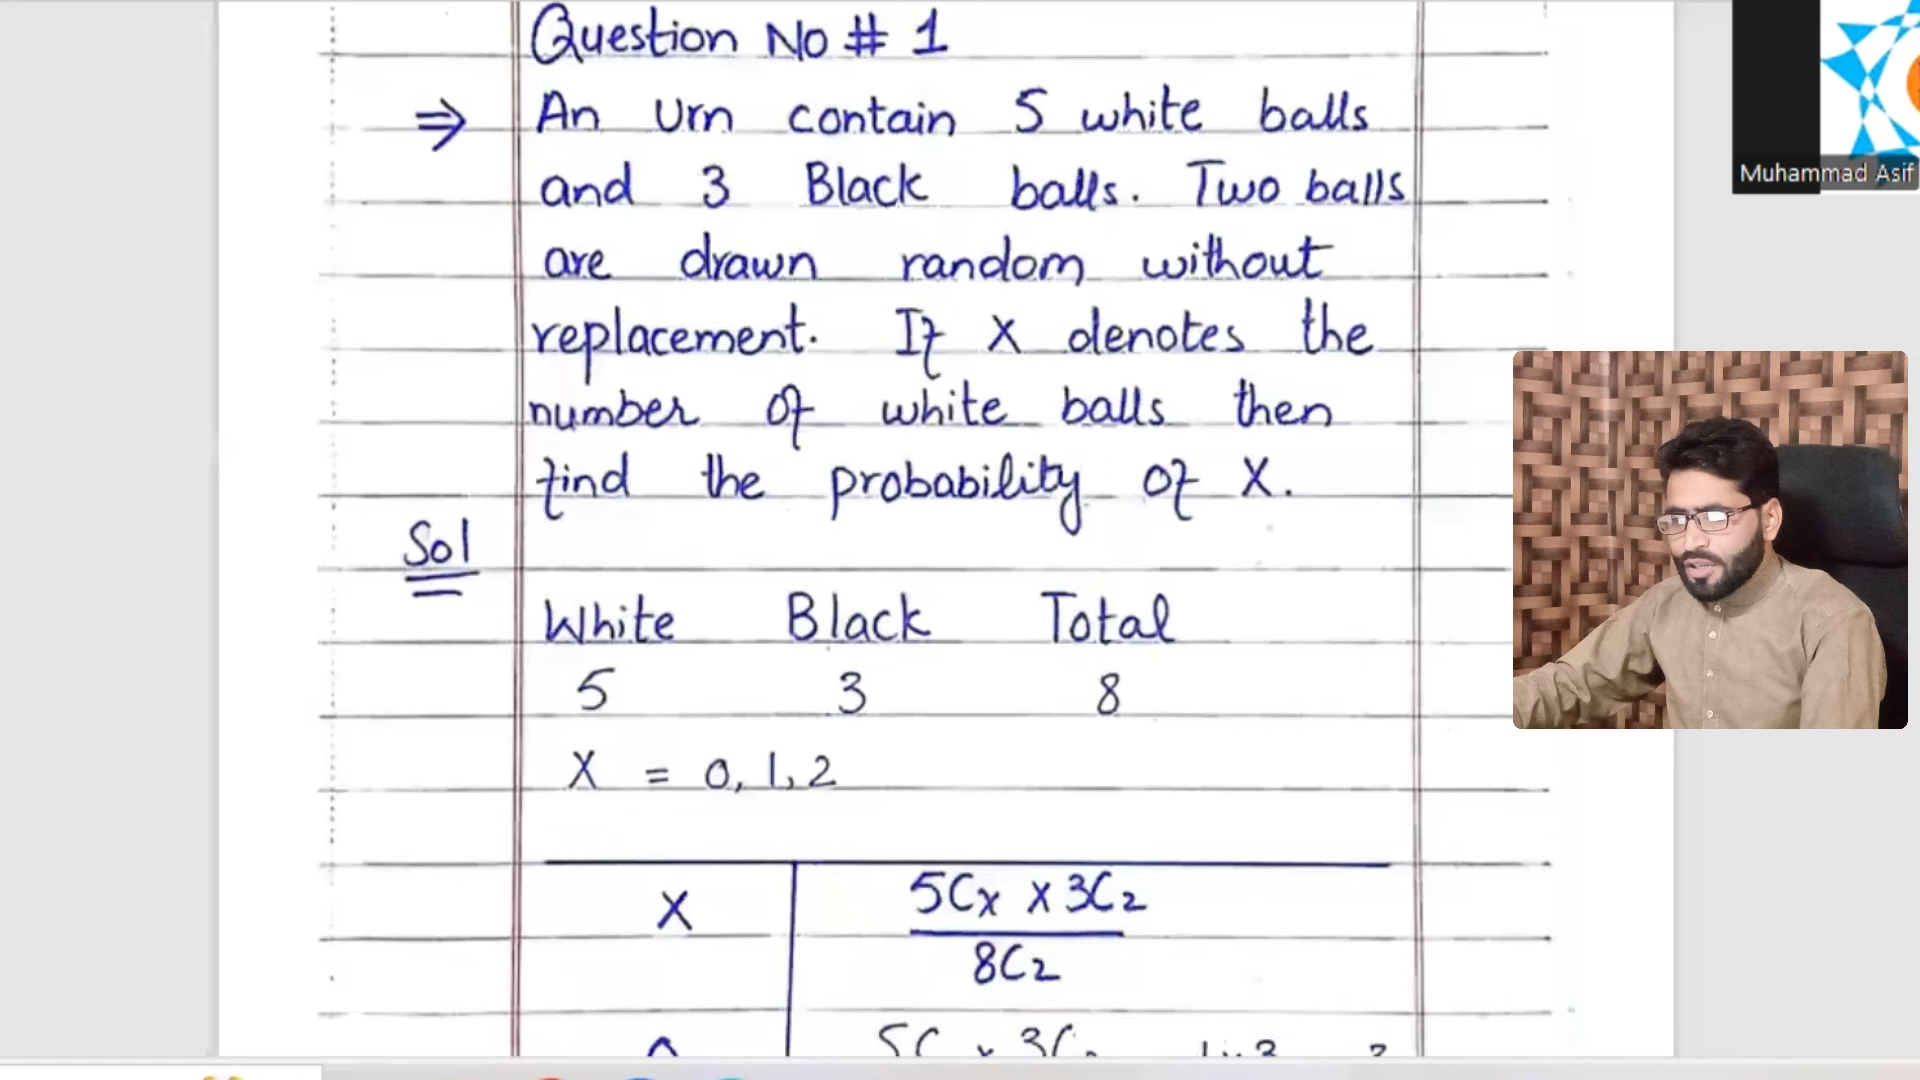 Question No # 1
⇒ An Urn contain 5 white balls
and 3 Black balls. Two balls
are drawn random without
replacement. If X denotes the
number of white balls then
find the probability of X.
Sol
White Black Total
5 3 8
X = 0, 1, 2
X 5Cx × 3C2
8C2
Muhammad Asif